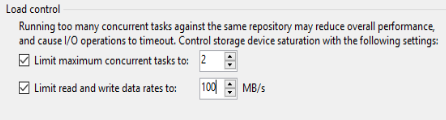 Load control
Running too many concurrent tasks against the same repository may reduce overall performance,
and cause I/O operations to timeout. Control storage device saturation with the following settings:
Limit maximum concurrent tasks to: 2
Limit read and write data rates to: 100 MB/s